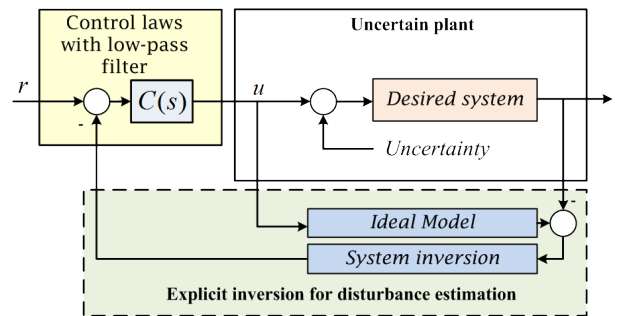 Control laws
with low-pass
filter
Uncertain plant
r
C(s)
u
Desired system
-
Uncertainty
-
Ideal Model
System inversion
Explicit inversion for disturbance estimation